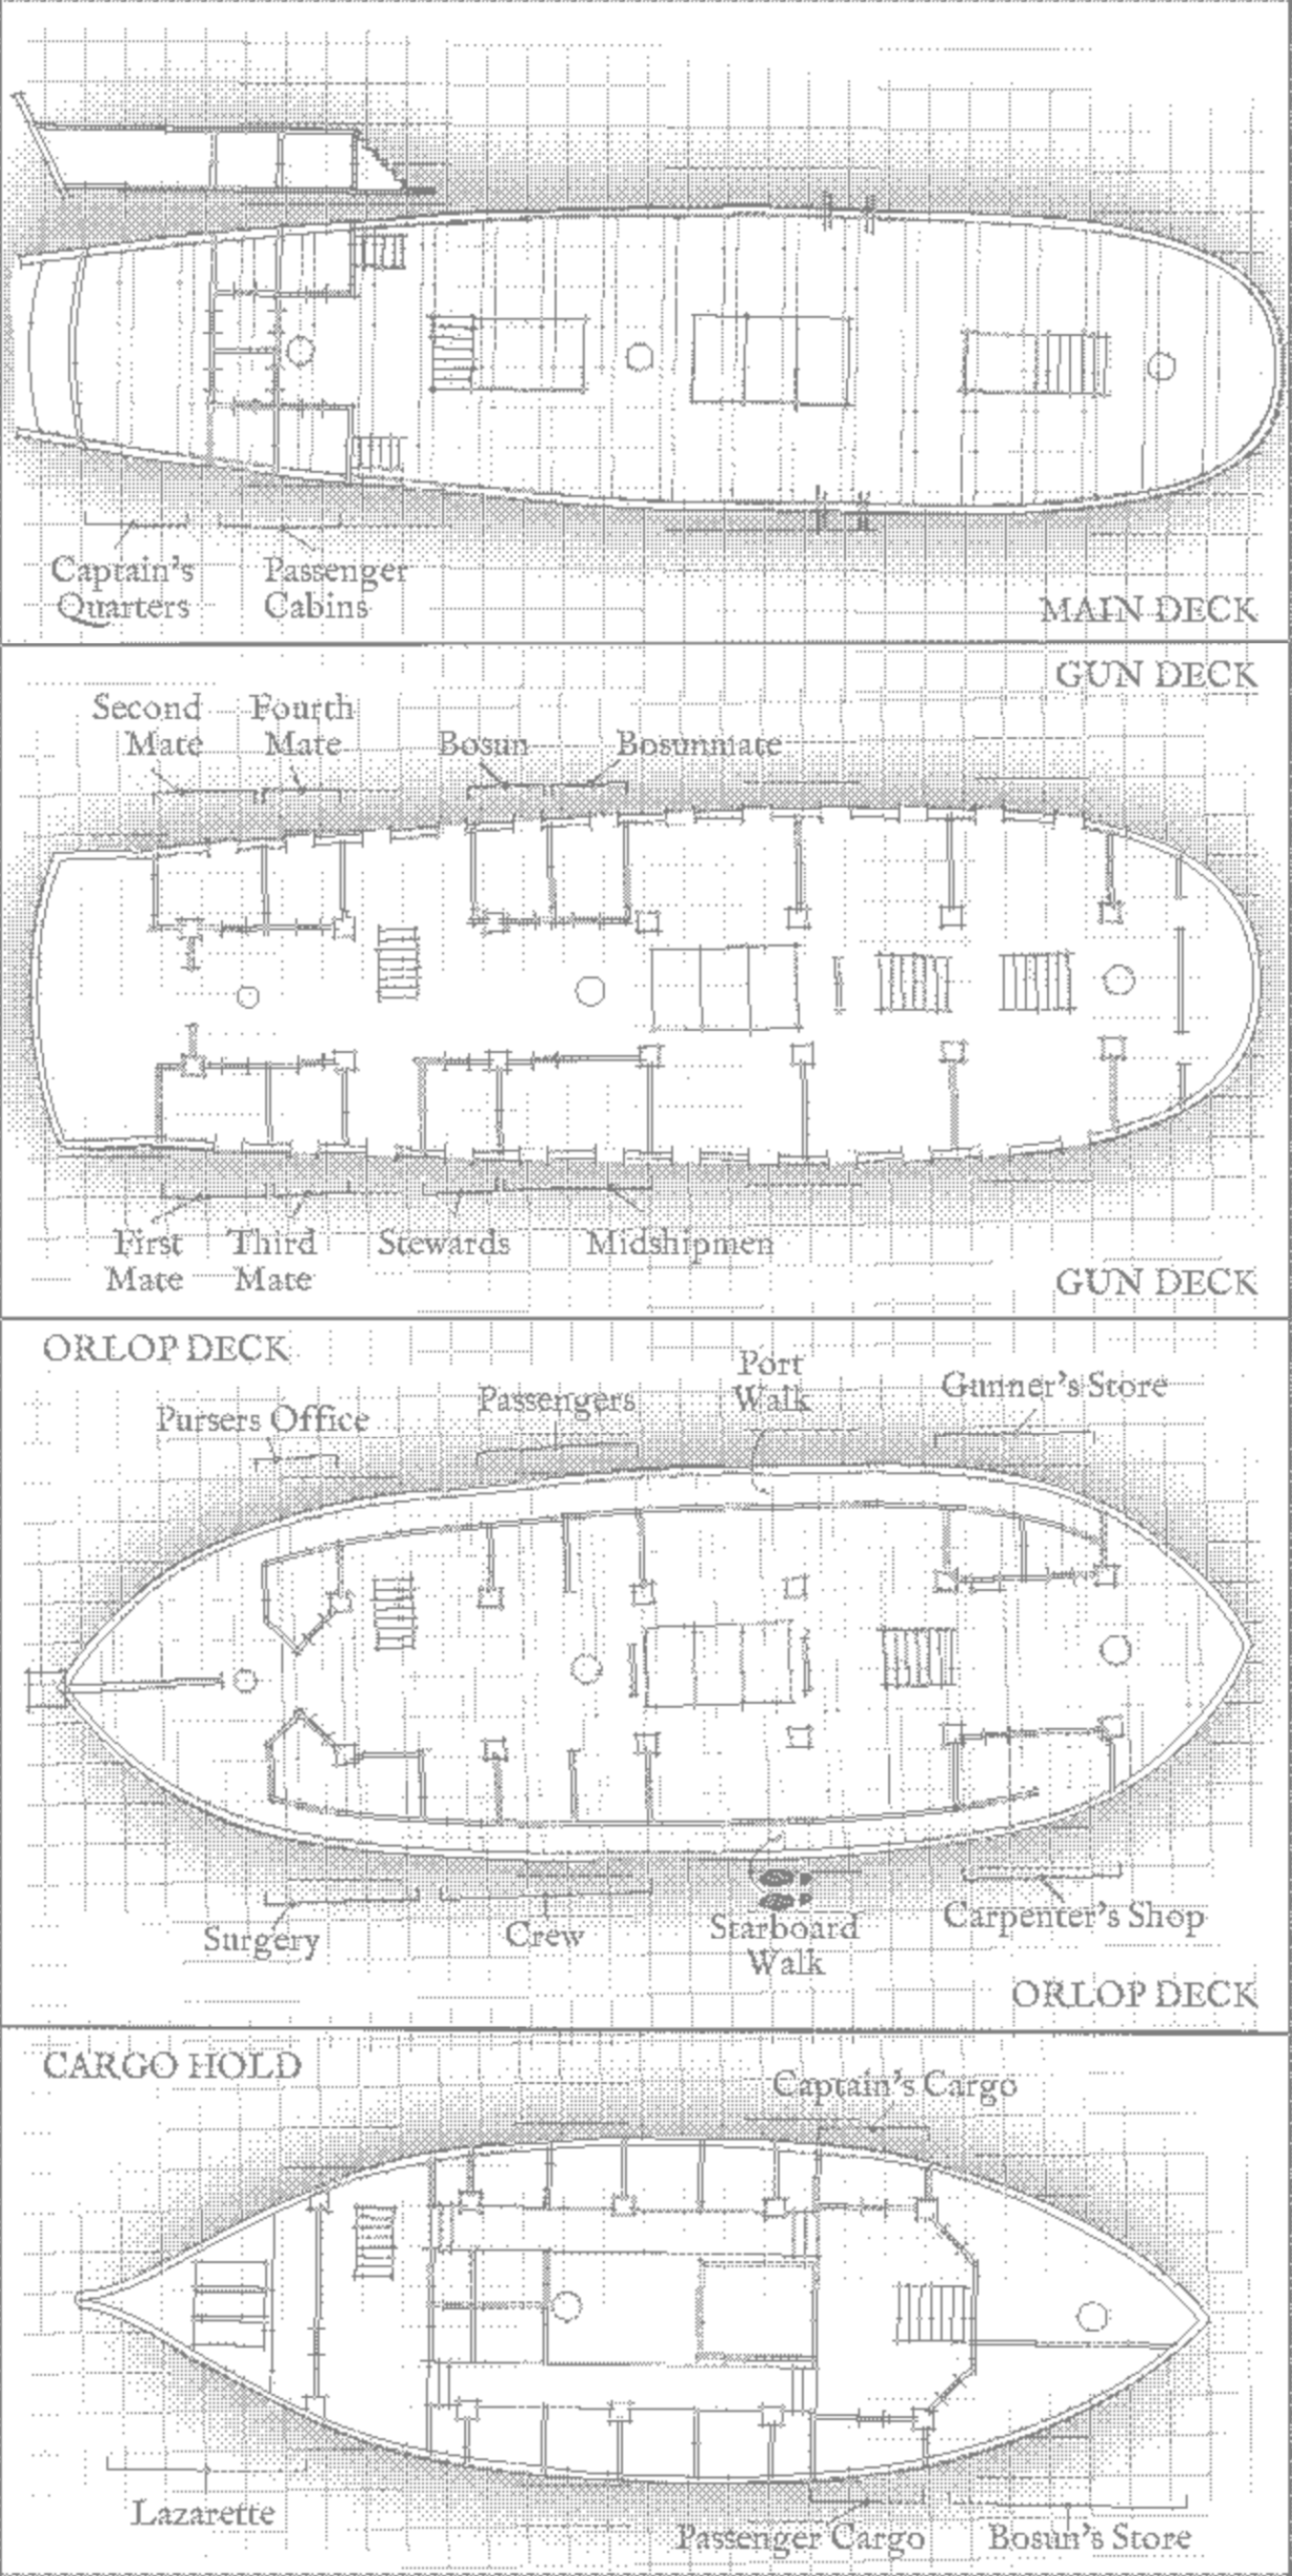 Captain's
Quarters
Passenger
Cabins
MAIN DECK
GUN DECK
Second
Mate
Fourth
Mate
Bosun
Bosunmate
First
Mate
Third
Mate
Stewards
Midshipmen
GUN DECK
ORLOP DECK
Pursers Office
Passengers
Port
Walk
Gunner's Store
Surgery
Crew
Starboard
Walk
Carpenter's Shop
ORLOP DECK
CARGO HOLD
Captain's Cargo
Lazarette
Passenger Cargo
Bosun's Store